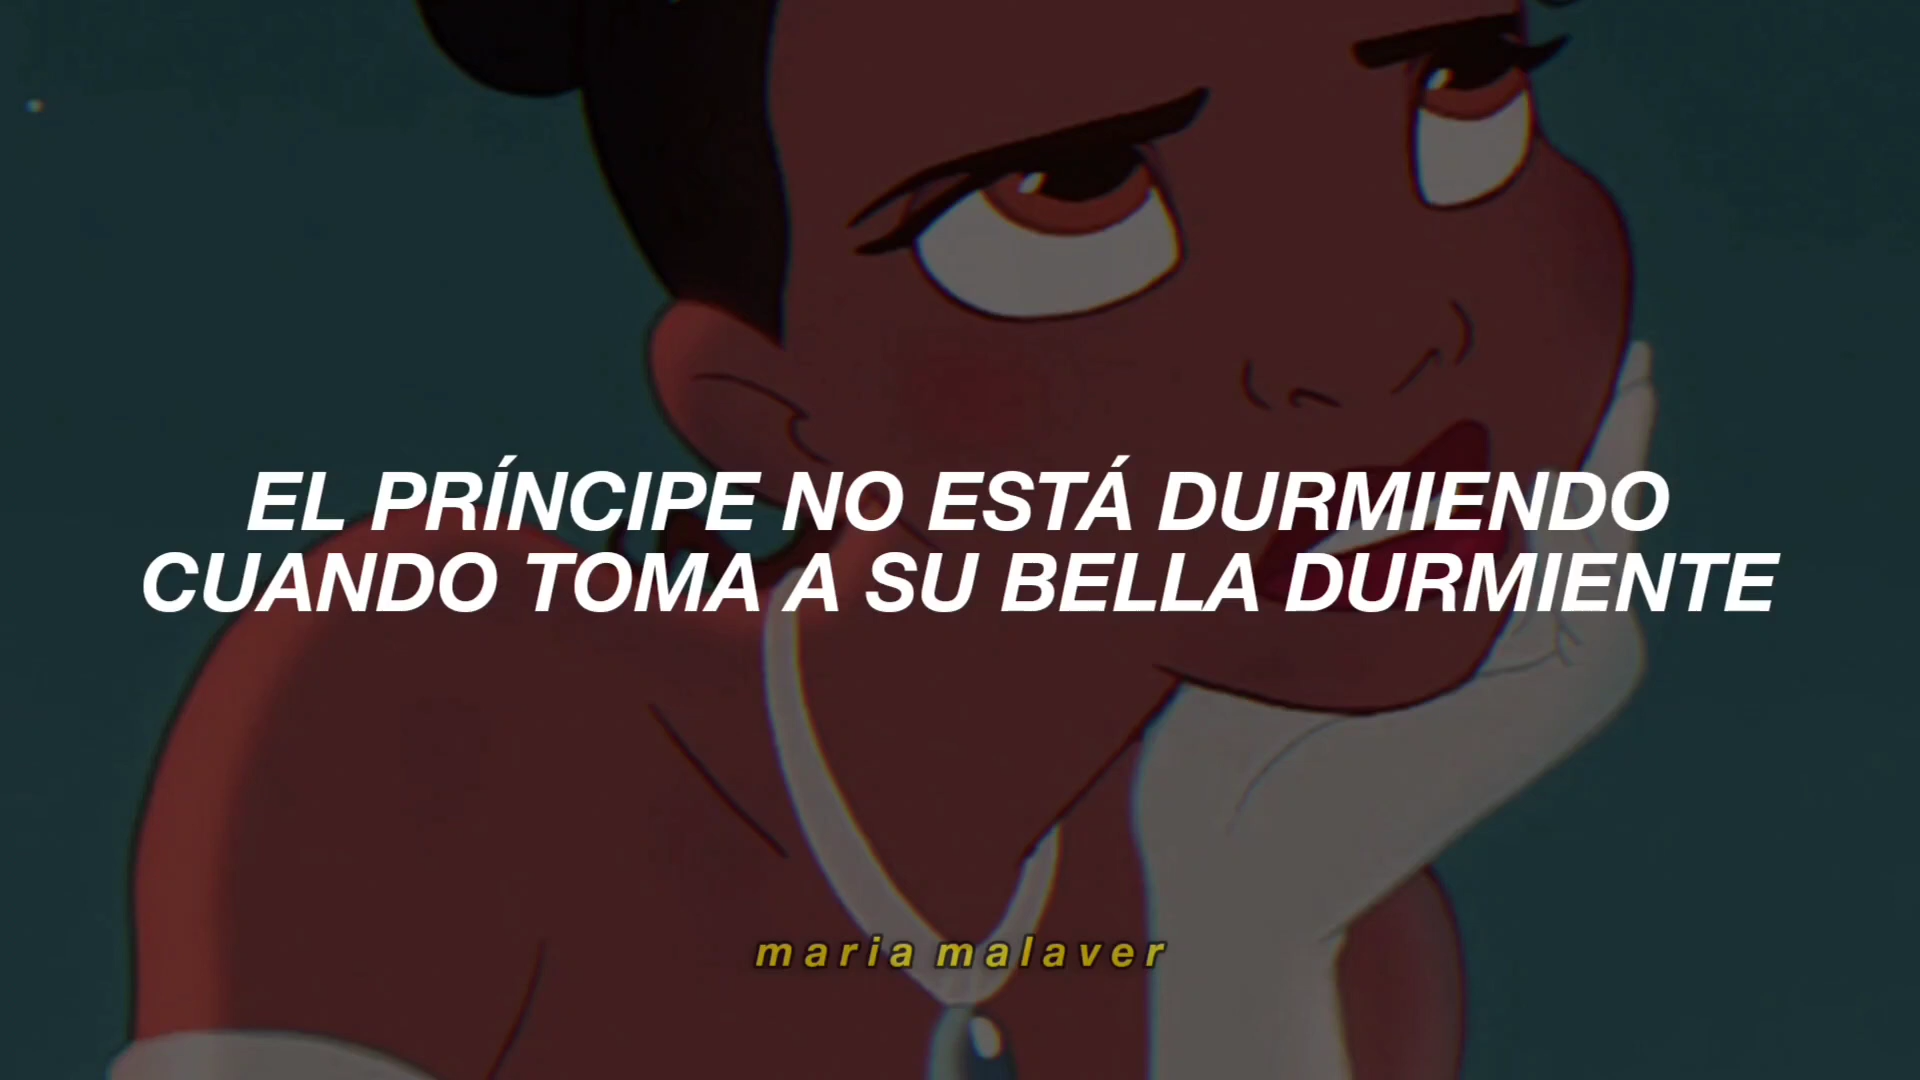 EL PRÍNCIPE NO ESTÁ DURMIENDO
CUANDO TOMA A SU BELLA DURMIENTE
maria malaver